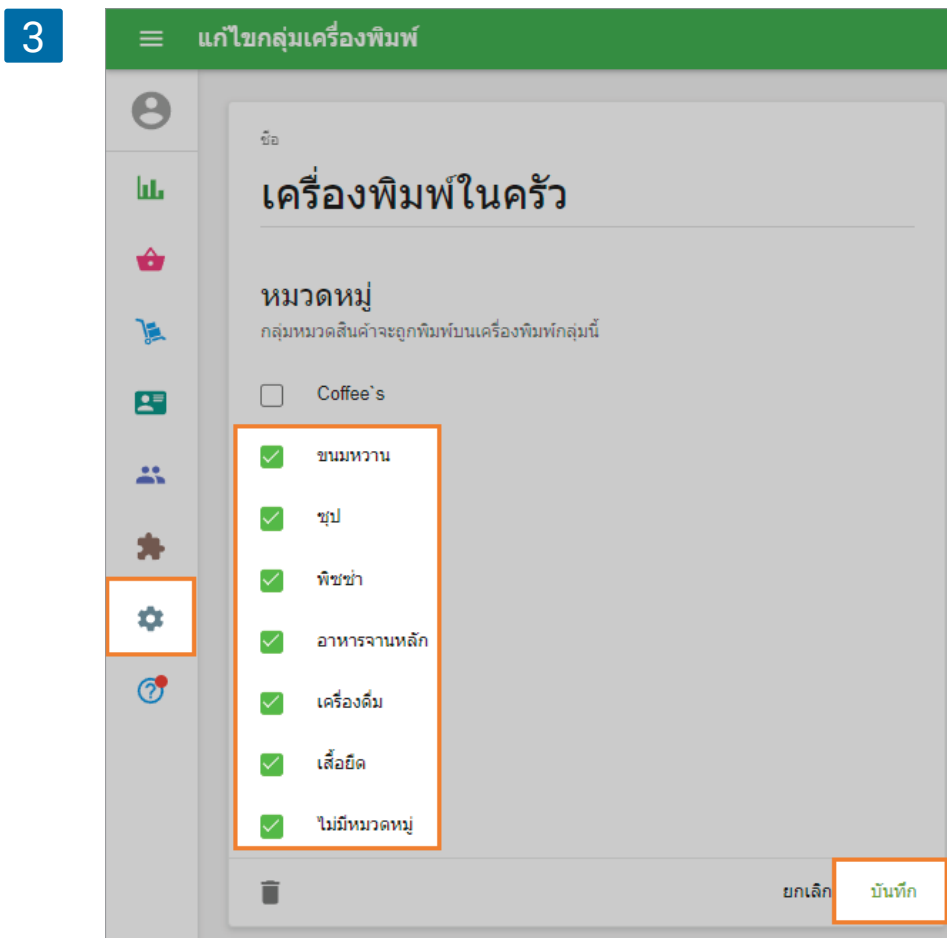 3
แก้ไขกลุ่มเครื่องพิมพ์
ชื่อ
เครื่องพิมพ์ในครัว
หมวดหมู่
กลุ่มหมวดสินค้าจะถูกพิมพ์บนเครื่องพิมพ์กลุ่มนี้
Coffee`s
ขนมหวาน
ซุป
พิซซ่า
อาหารจานหลัก
เครื่องดื่ม
เสื้อยืด
ไม่มีหมวดหมู่
ยกเลิก บันทึก